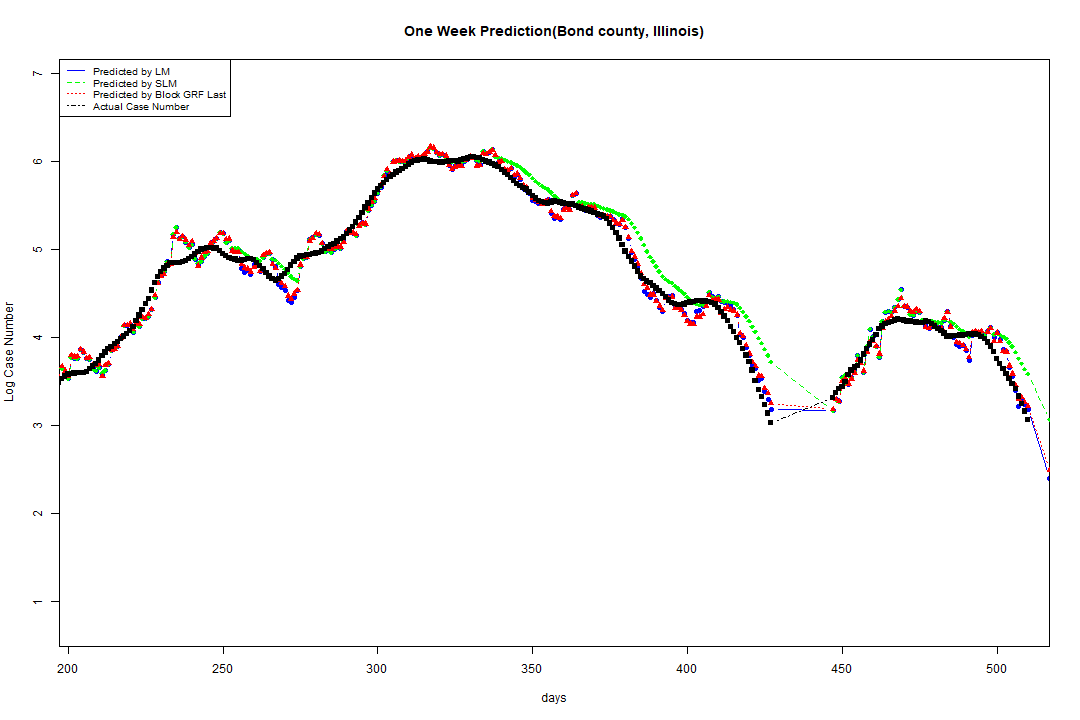 One Week Prediction(Bond county, Illinois)
Predicted by LM
Predicted by SLM
Predicted by Block GRF Last
Actual Case Number
Log Case Number
7
6
5
4
3
2
1
200 250 300 350 400 450 500
days